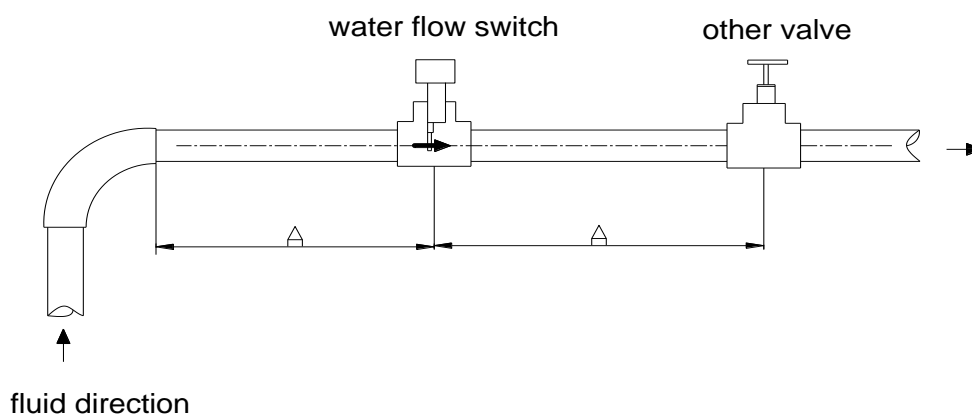 water flow switch
other valve
fluid direction